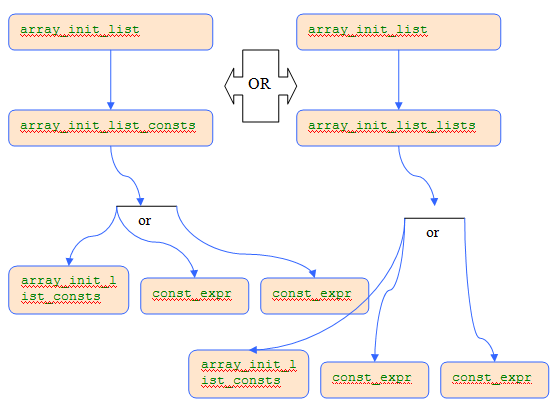 array_init_list
array_init_list
OR
array_init_list_consts
array_init_list_lists
or
or
array_init_l
ist_consts
const_expr
const_expr
array_init_l
ist_consts
const_expr
const_expr